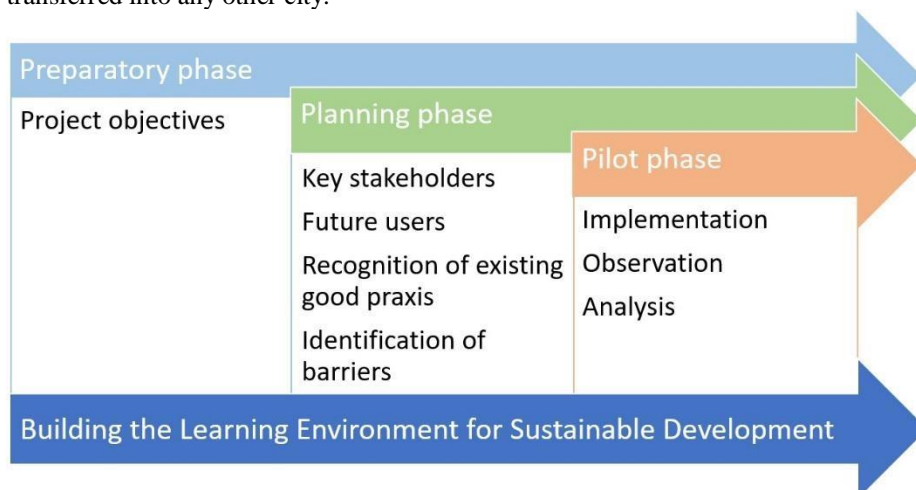 transferred into any other city.
Preparatory phase
Project objectives
Planning phase
Key stakeholders
Future users
Recognition of existing
good praxis
Identification of
barriers
Pilot phase
Implementation
Observation
Analysis
Building the Learning Environment for Sustainable Development